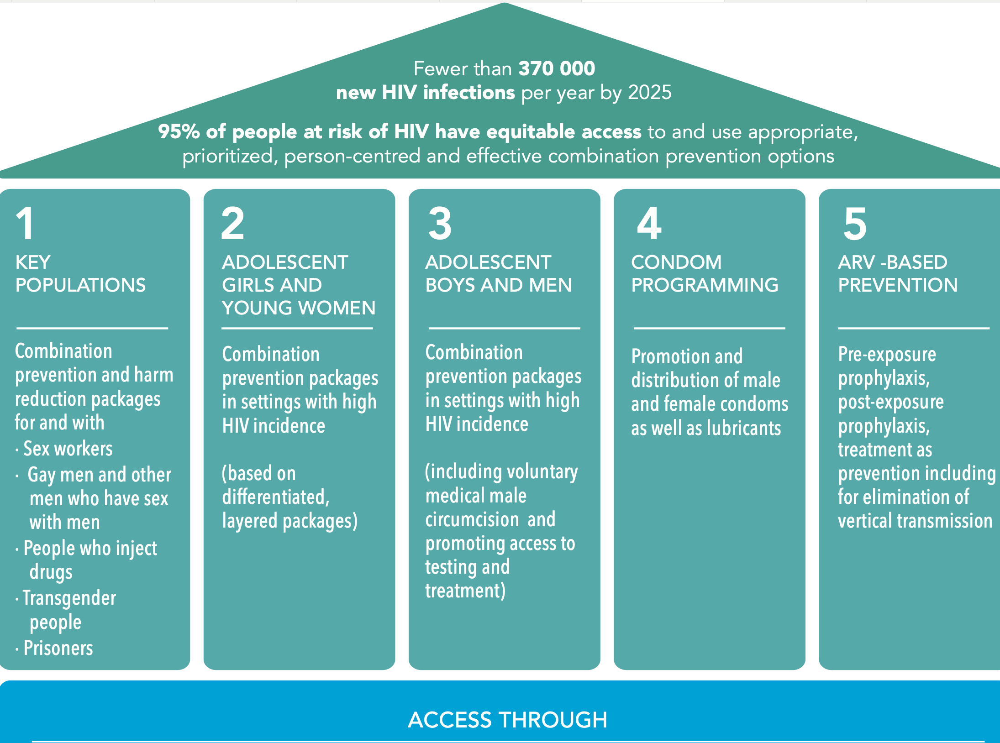 Fewer than 370 000
new HIV infections per year by 2025
95% of people at risk of HIV have equitable access to and use appropriate,
prioritized, person-centred and effective combination prevention options
1
KEY
POPULATIONS
Combination
prevention and harm
reduction packages
for and with
· Sex workers
· Gay men and other
men who have sex
with men
· People who inject
drugs
· Transgender
people
· Prisoners
2
ADOLESCENT
GIRLS AND
YOUNG WOMEN
Combination
prevention packages
in settings with high
HIV incidence
(based on
differentiated,
layered packages)
3
ADOLESCENT
BOYS AND MEN
Combination
prevention packages
in settings with high
HIV incidence
(including voluntary
medical male
circumcision and
promoting access to
testing and
treatment)
4
CONDOM
PROGRAMMING
Promotion and
distribution of male
and female condoms
as well as lubricants
5
ARV -BASED
PREVENTION
Pre-exposure
prophylaxis,
post-exposure
prophylaxis,
treatment as
prevention including
for elimination of
vertical transmission
ACCESS THROUGH